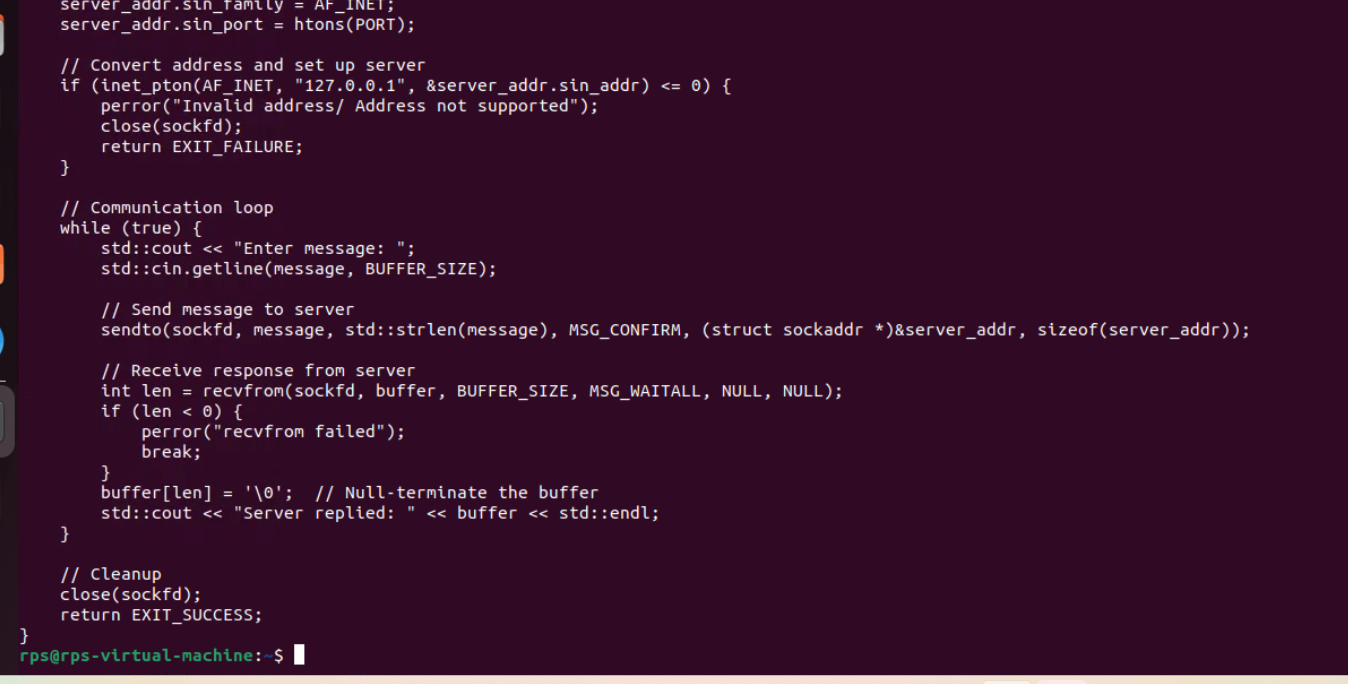 server_addr.sin_family = AF_INET;
    server_addr.sin_port = htons(PORT);

    // Convert address and set up server
    if (inet_pton(AF_INET, "127.0.0.1", &server_addr.sin_addr) <= 0) {
        perror("Invalid address/ Address not supported");
        close(sockfd);
        return EXIT_FAILURE;
    }

    // Communication loop
    while (true) {
        std::cout << "Enter message: ";
        std::cin.getline(message, BUFFER_SIZE);

        // Send message to server
        sendto(sockfd, message, std::strlen(message), MSG_CONFIRM, (struct sockaddr *)&server_addr, sizeof(server_addr));

        // Receive response from server
        int len = recvfrom(sockfd, buffer, BUFFER_SIZE, MSG_WAITALL, NULL, NULL);
        if (len < 0) {
            perror("recvfrom failed");
            break;
        }
        buffer[len] = '\0';  // Null-terminate the buffer
        std::cout << "Server replied: " << buffer << std::endl;
    }

    // Cleanup
    close(sockfd);
    return EXIT_SUCCESS;
}
rps@rps-virtual-machine:~$